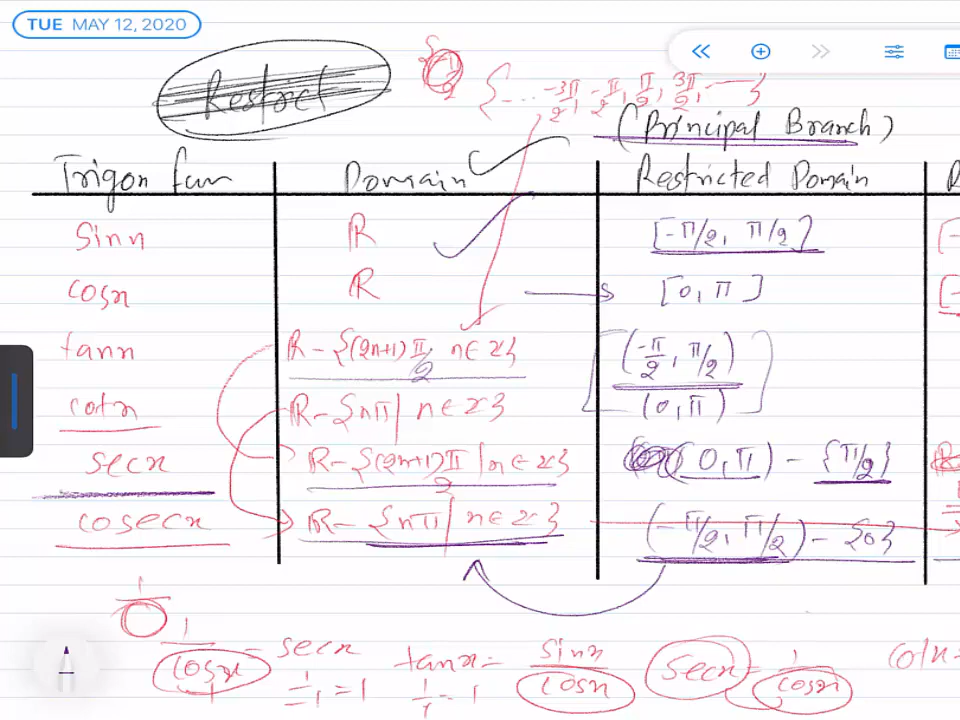 TUE MAY 12, 2020
Restrict
{ ... -3π/2, -π/2, π/2, 3π/2, — }
(Principal Branch)
Trigon fun Domain Restricted Domain R
Sinx R [-π/2, π/2] [-
cosx R [0, π] [-
tanx R - {(2n+1)π/2 n∈z} (-π/2, π/2)
cotx R - {nπ | n∈z} (0, π)
secx R - {(2n+1)π/2 | n∈z} (0, π) - {π/2}
cosecx R - {nπ | n∈z} (-π/2, π/2) - {0}
1/cosx = secx tanx = sinx/cosx secx = 1/cosx cotx =
1/1 = 1 1/1 - 1